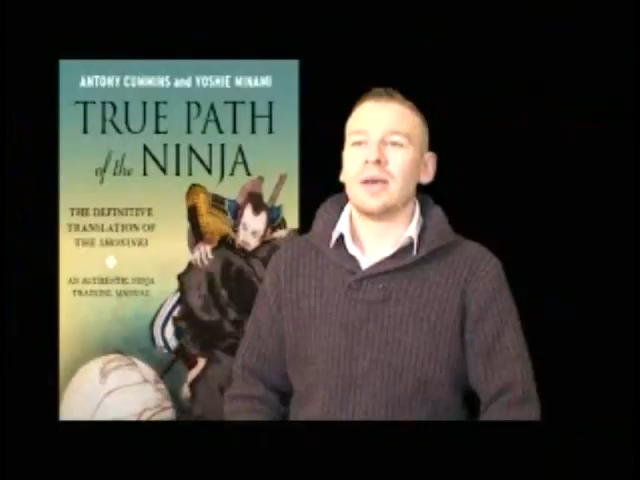 ANTONY CUMMINS and YOSHIE MINAMI
TRUE PATH
of the NINJA
THE DEFINITIVE
TRANSLATION OF
THE SHONINKI
AN AUTHENTIC NINJA
TRAINING MANUAL